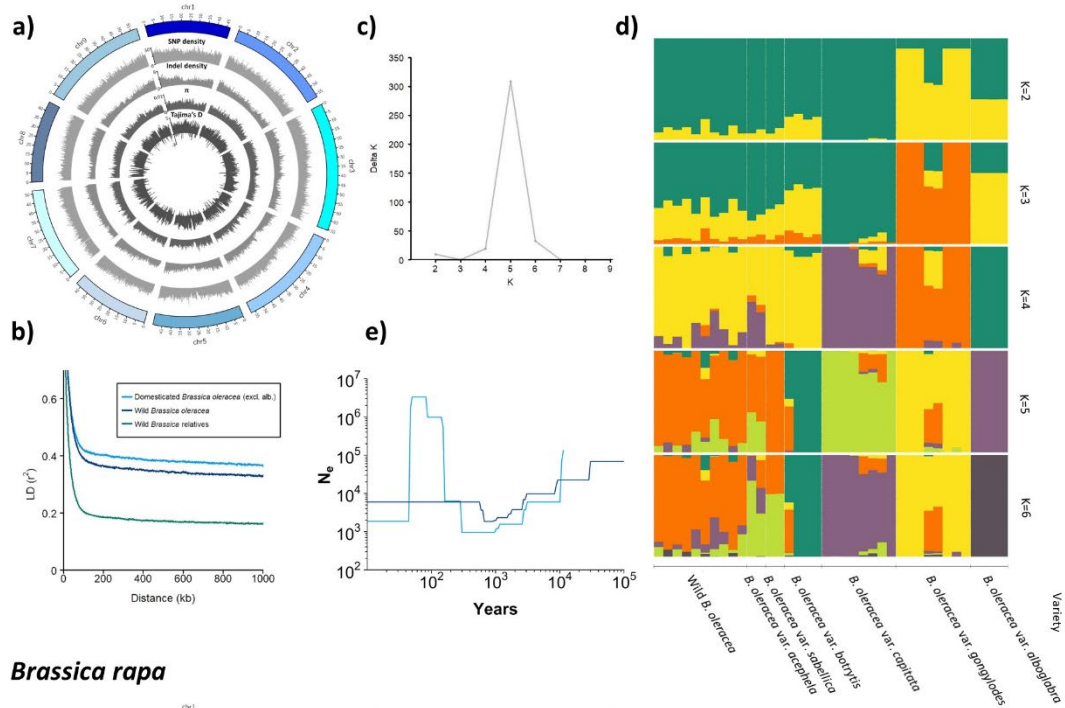 a)
chr1
chr2
chr3
chr4
chr5
chr6
chr7
chr8
chr9
SNP density
Indel density
π
Tajima's D
b)
LD (r²)
0.6
0.4
0.2
0
0 200 400 600 800 1000
Distance (kb)
Domesticated Brassica oleracea (excl. alb.)
Wild Brassica oleracea
Wild Brassica relatives
c)
Delta K
350
300
250
200
150
100
50
0
2 3 4 5 6 7 8 9
K
d)
K=2
K=3
K=4
K=5
K=6
Wild B. oleracea
B. oleracea var. acephela
B. oleracea var. sabellica
B. oleracea var. botrytis
B. oleracea var. capitata
B. oleracea var. gongylodes
B. oleracea var. alboglabra
Variety
e)
Ne
10⁷
10⁶
10⁵
10⁴
10³
10²
10² 10³ 10⁴ 10⁵
Years
Brassica rapa